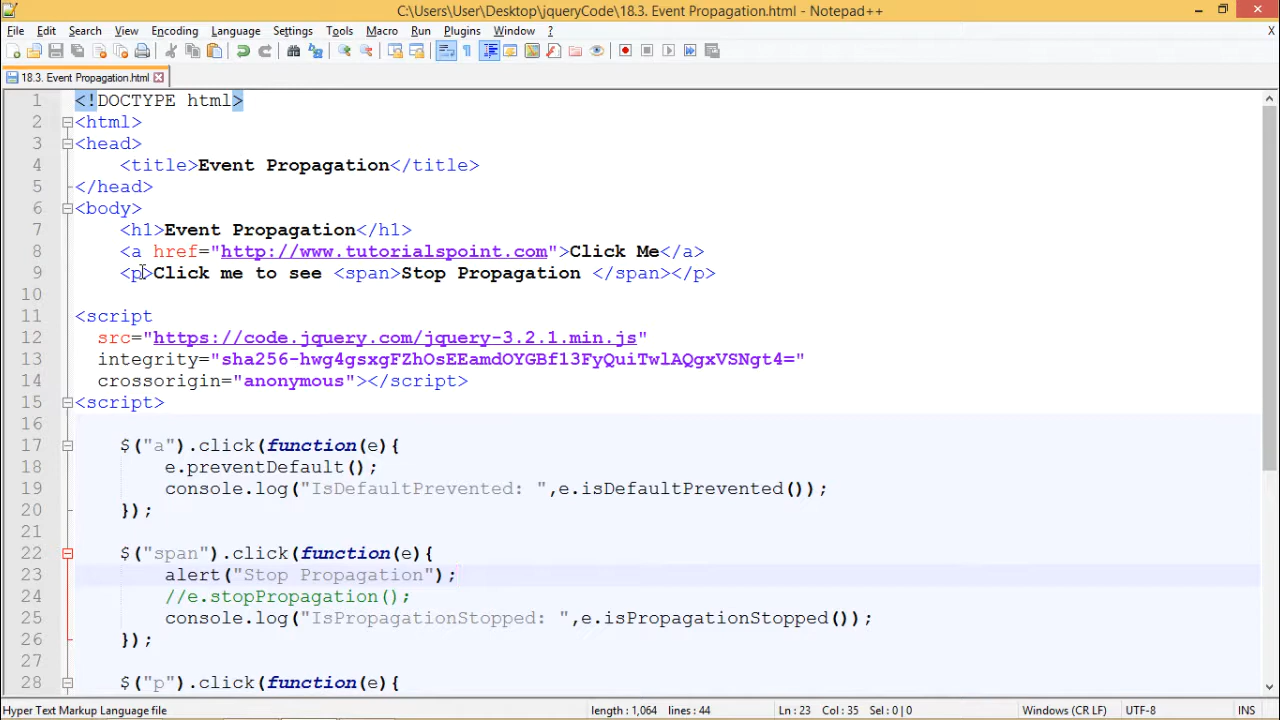 C:\Users\User\Desktop\jqueryCode\18.3. Event Propagation.html - Notepad++
File Edit Search View Encoding Language Settings Tools Macro Run Plugins Window ? X
18.3. Event Propagation.html
1 <!DOCTYPE html>
2 <html>
3 <head>
4 <title>Event Propagation</title>
5 </head>
6 <body>
7 <h1>Event Propagation</h1>
8 <a href="http://www.tutorialspoint.com">Click Me</a>
9 <p>Click me to see <span>Stop Propagation </span></p>
10
11 <script
12 src="https://code.jquery.com/jquery-3.2.1.min.js"
13 integrity="sha256-hwg4gsxgFZhOsEEamdOYGBf13FyQuiTwlAQgxVSNgt4="
14 crossorigin="anonymous"></script>
15 <script>
16
17 $("a").click(function(e){
18 e.preventDefault();
19 console.log("IsDefaultPrevented: ",e.isDefaultPrevented());
20 });
21
22 $("span").click(function(e){
23 alert("Stop Propagation");
24 //e.stopPropagation();
25 console.log("IsPropagationStopped: ",e.isPropagationStopped());
26 });
27
28 $("p").click(function(e){
Hyper Text Markup Language file length : 1,064 lines : 44 Ln : 23 Col : 35 Sel : 0 | 0 Windows (CR LF) UTF-8 INS